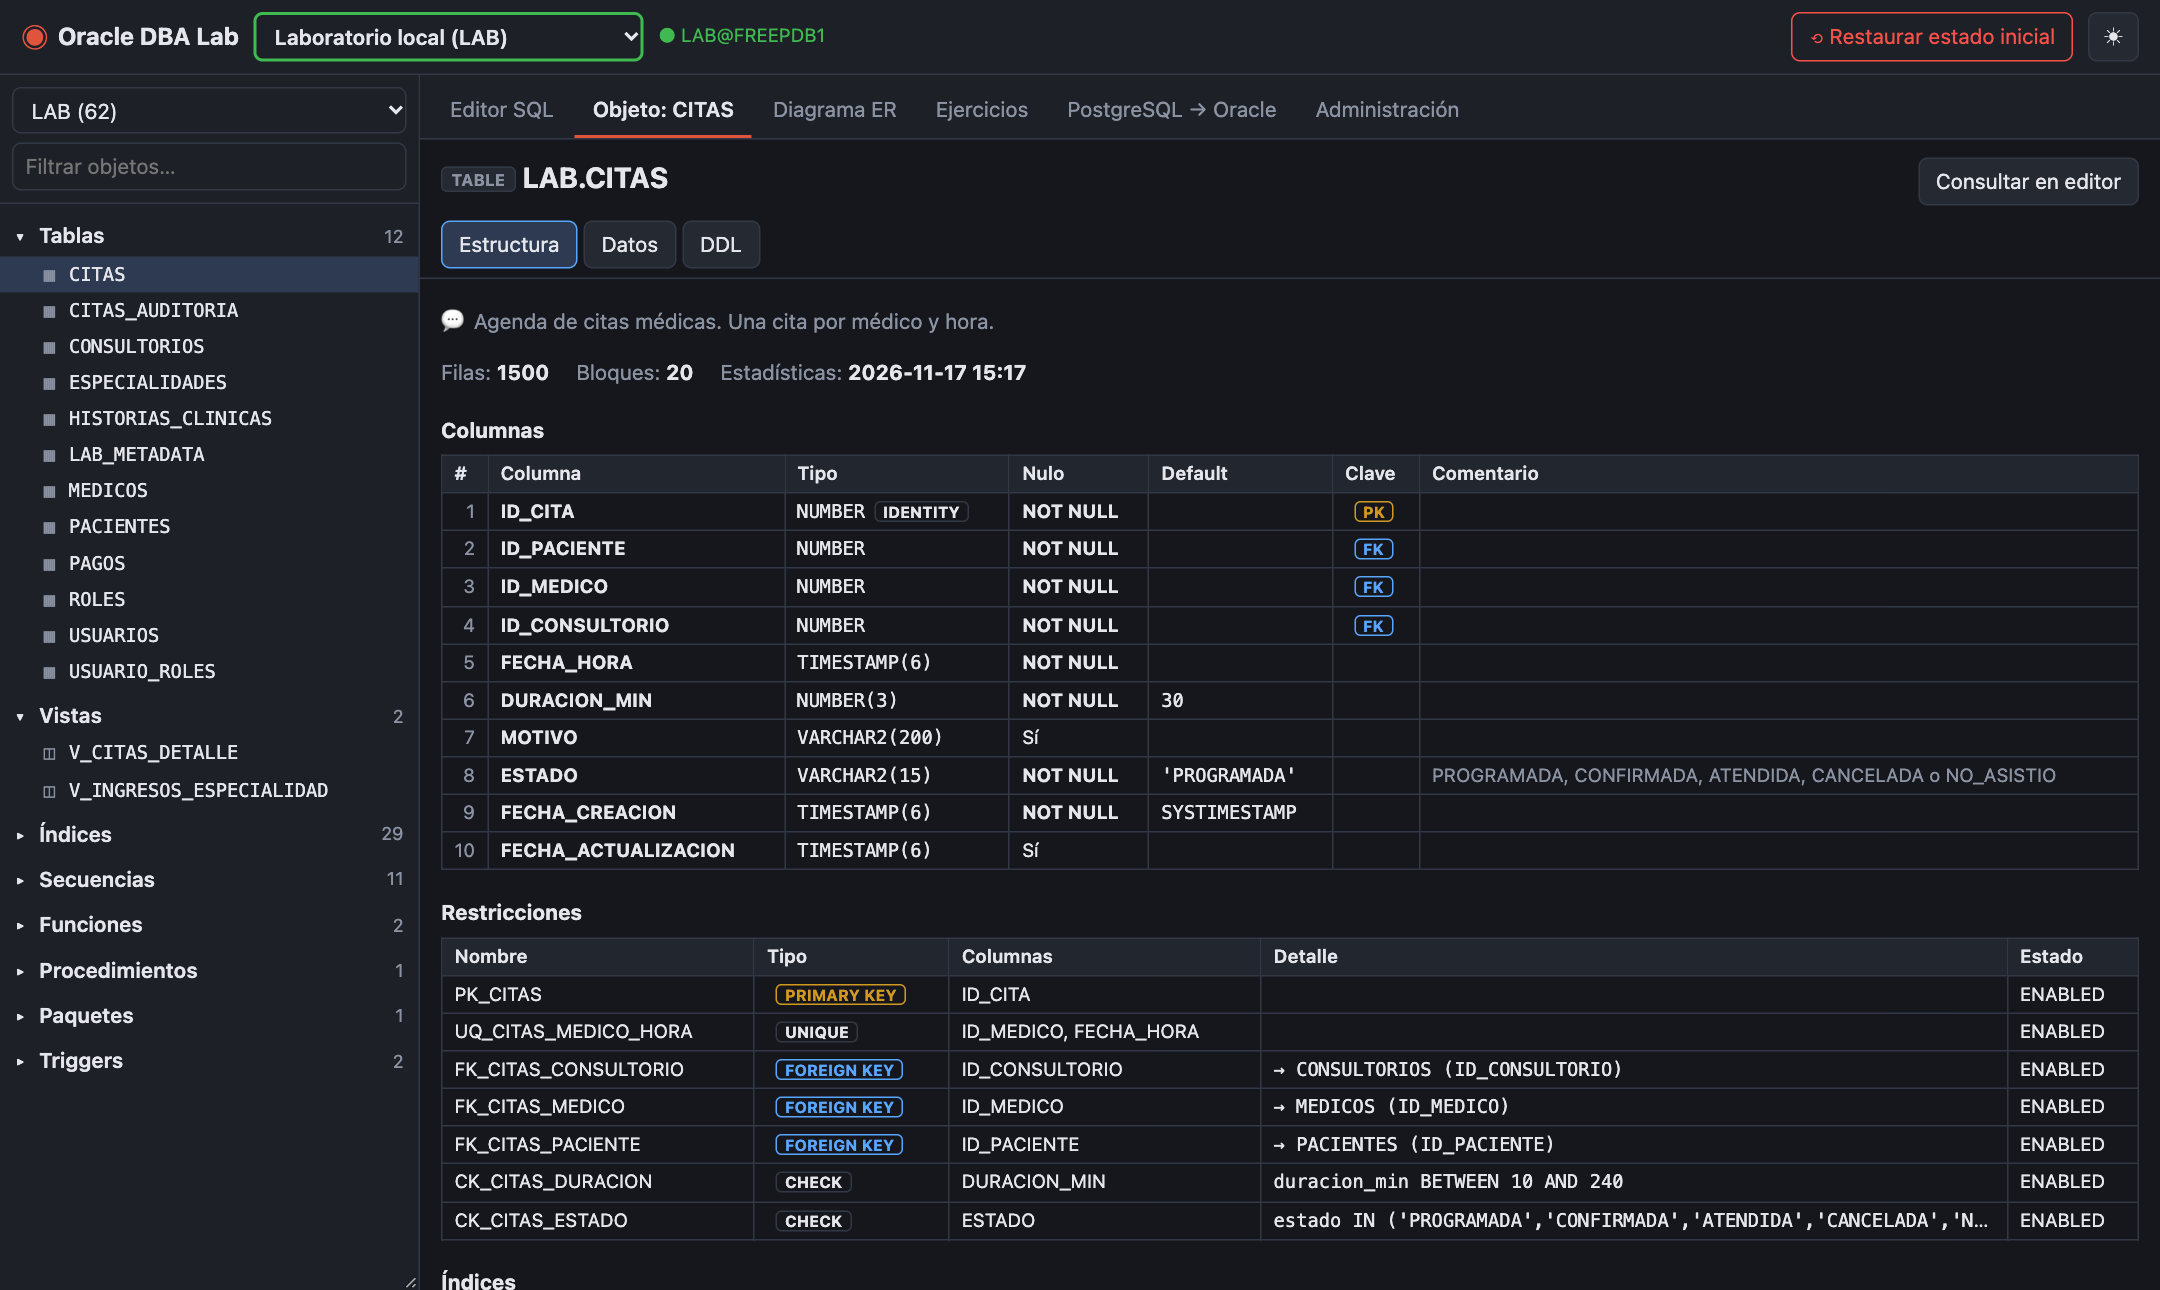 Oracle DBA Lab
Laboratorio local (LAB)
LAB@FREEPDB1
Restaurar estado inicial
LAB (62)
Filtrar objetos...
Tablas 12
CITAS
CITAS_AUDITORIA
CONSULTORIOS
ESPECIALIDADES
HISTORIAS_CLINICAS
LAB_METADATA
MEDICOS
PACIENTES
PAGOS
ROLES
USUARIOS
USUARIO_ROLES
Vistas 2
V_CITAS_DETALLE
V_INGRESOS_ESPECIALIDAD
Índices 29
Secuencias 11
Funciones 2
Procedimientos 1
Paquetes 1
Triggers 2
Editor SQL Objeto: CITAS Diagrama ER Ejercicios PostgreSQL → Oracle Administración
TABLE LAB.CITAS
Consultar en editor
Estructura Datos DDL
Agenda de citas médicas. Una cita por médico y hora.
Filas: 1500 Bloques: 20 Estadísticas: 2026-11-17 15:17
Columnas
# Columna Tipo Nulo Default Clave Comentario
1 ID_CITA NUMBER IDENTITY NOT NULL PK
2 ID_PACIENTE NUMBER NOT NULL FK
3 ID_MEDICO NUMBER NOT NULL FK
4 ID_CONSULTORIO NUMBER NOT NULL FK
5 FECHA_HORA TIMESTAMP(6) NOT NULL
6 DURACION_MIN NUMBER(3) NOT NULL 30
7 MOTIVO VARCHAR2(200) Sí
8 ESTADO VARCHAR2(15) NOT NULL 'PROGRAMADA' PROGRAMADA, CONFIRMADA, ATENDIDA, CANCELADA o NO_ASISTIO
9 FECHA_CREACION TIMESTAMP(6) NOT NULL SYSTIMESTAMP
10 FECHA_ACTUALIZACION TIMESTAMP(6) Sí
Restricciones
Nombre Tipo Columnas Detalle Estado
PK_CITAS PRIMARY KEY ID_CITA ENABLED
UQ_CITAS_MEDICO_HORA UNIQUE ID_MEDICO, FECHA_HORA ENABLED
FK_CITAS_CONSULTORIO FOREIGN KEY ID_CONSULTORIO → CONSULTORIOS (ID_CONSULTORIO) ENABLED
FK_CITAS_MEDICO FOREIGN KEY ID_MEDICO → MEDICOS (ID_MEDICO) ENABLED
FK_CITAS_PACIENTE FOREIGN KEY ID_PACIENTE → PACIENTES (ID_PACIENTE) ENABLED
CK_CITAS_DURACION CHECK DURACION_MIN duracion_min BETWEEN 10 AND 240 ENABLED
CK_CITAS_ESTADO CHECK ESTADO estado IN ('PROGRAMADA','CONFIRMADA','ATENDIDA','CANCELADA','N... ENABLED
Índices